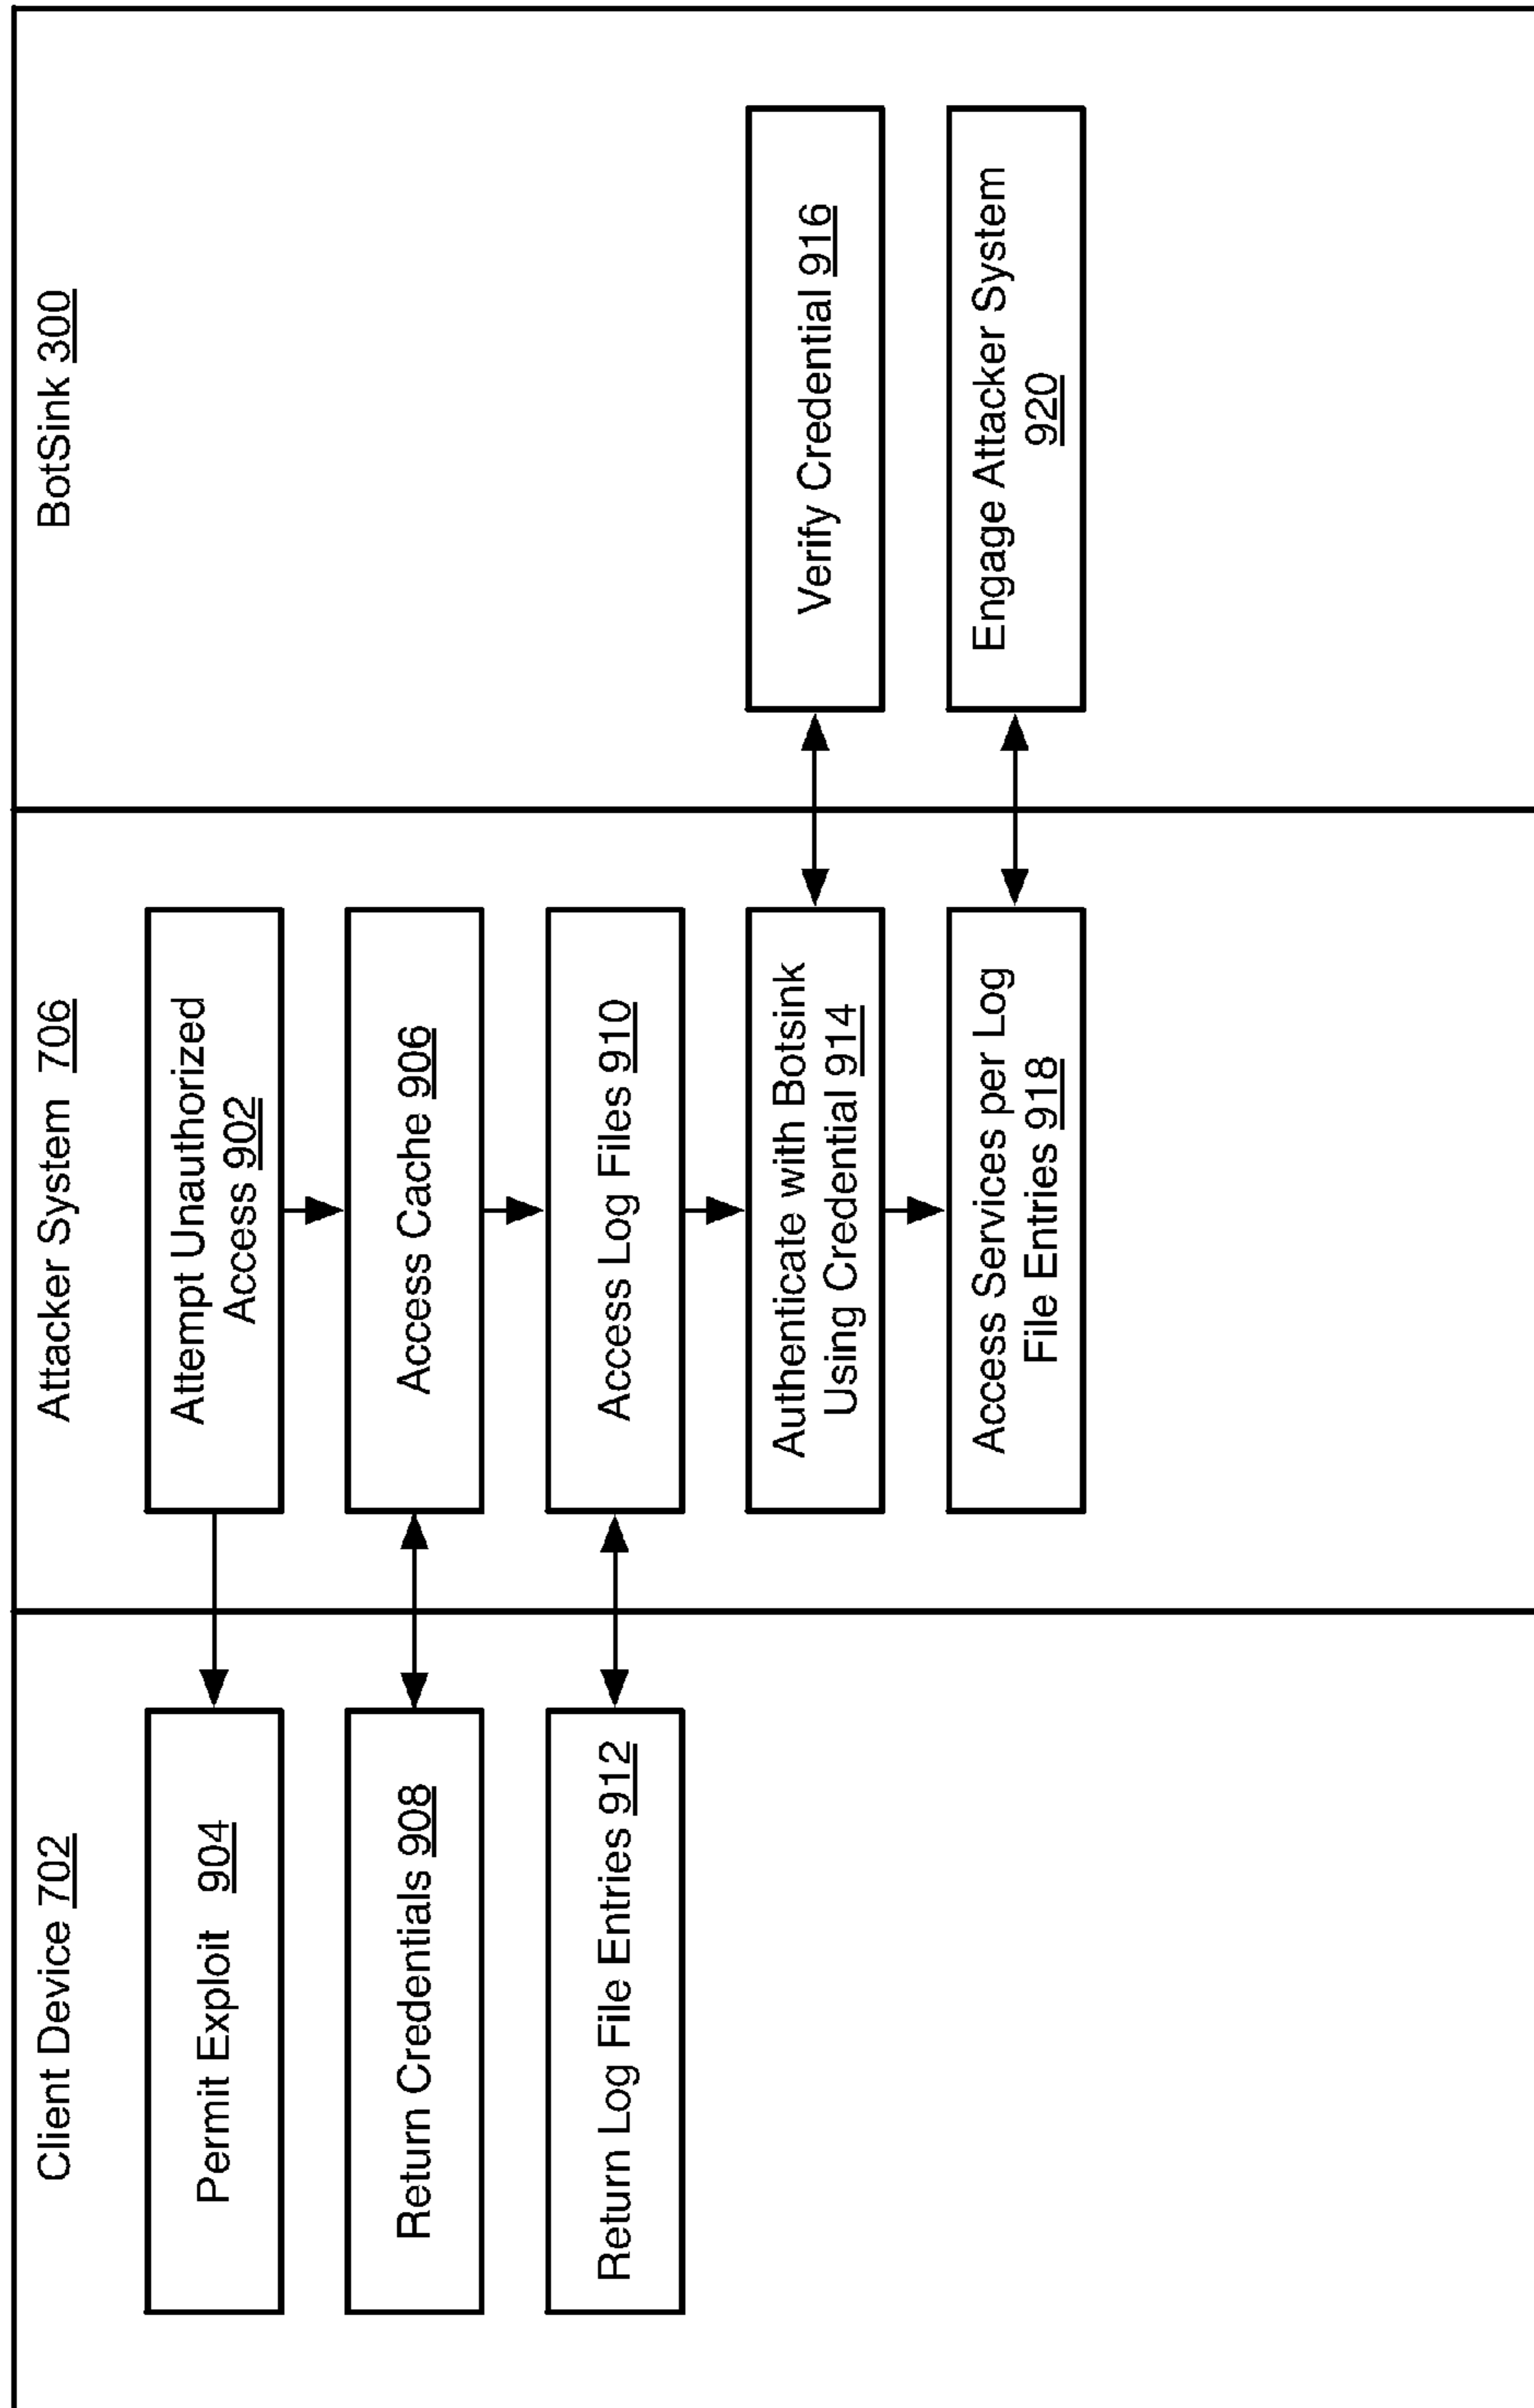 Client Device 702
Attacker System 706
BotSink 300
Permit Exploit 904
Attempt Unauthorized
Access 902
Return Credentials 908
Access Cache 906
Return Log File Entries 912
Access Log Files 910
Authenticate with Botsink
Using Credential 914
Verify Credential 916
Access Services per Log
File Entries 918
Engage Attacker System
920